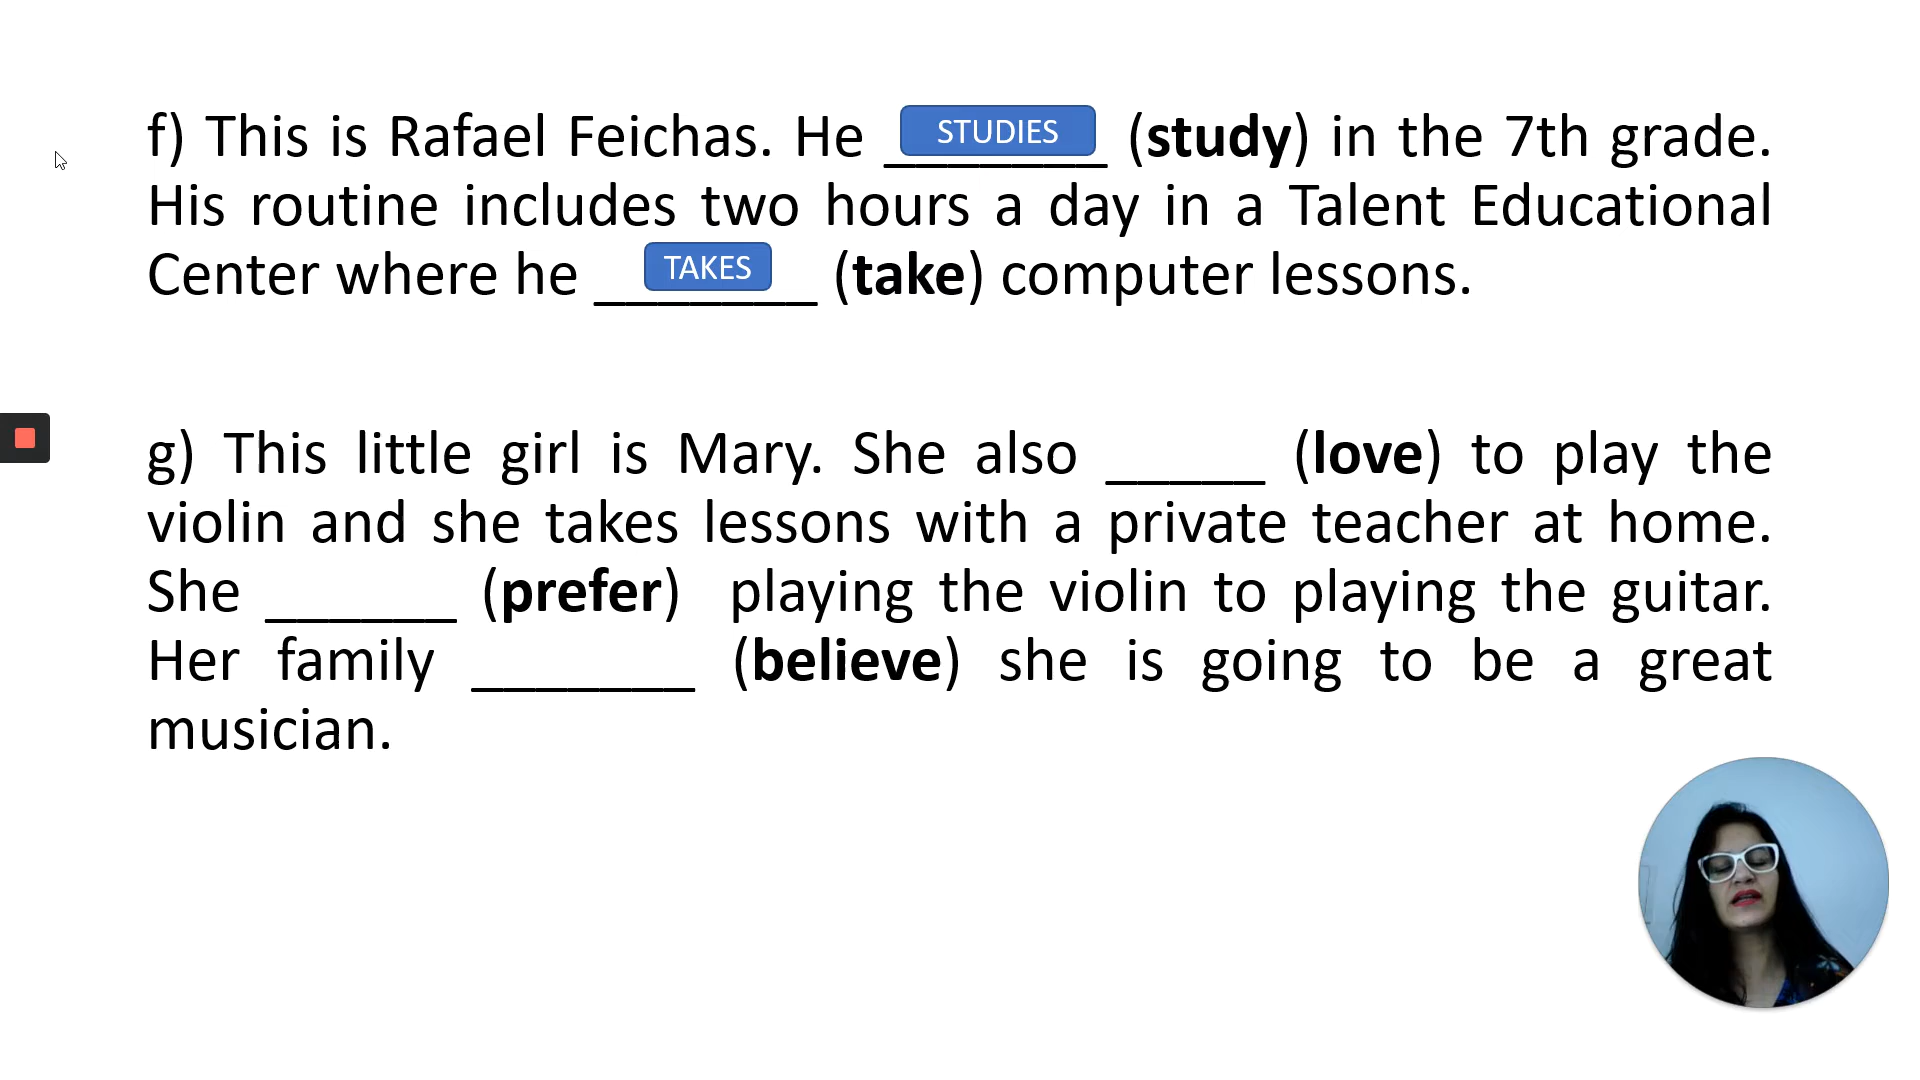 f) This is Rafael Feichas. He STUDIES (study) in the 7th grade.
His routine includes two hours a day in a Talent Educational
Center where he TAKES (take) computer lessons.
g) This little girl is Mary. She also _____ (love) to play the
violin and she takes lessons with a private teacher at home.
She ______ (prefer) playing the violin to playing the guitar.
Her family _______ (believe) she is going to be a great
musician.